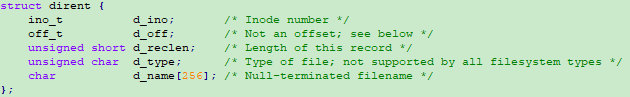 struct dirent {
    ino_t          d_ino;       /* Inode number */
    off_t          d_off;       /* Not an offset; see below */
    unsigned short d_reclen;    /* Length of this record */
    unsigned char  d_type;      /* Type of file; not supported by all filesystem types */
    char           d_name[256]; /* Null-terminated filename */
};